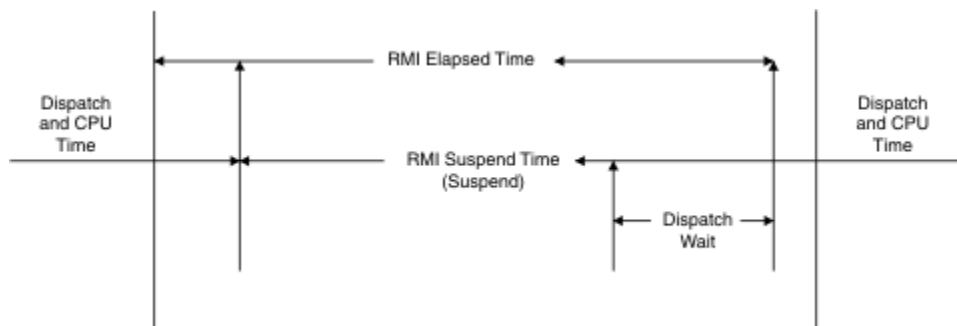 RMI Elapsed Time
Dispatch
and CPU
Time
Dispatch
and CPU
Time
RMI Suspend Time
(Suspend)
Dispatch
Wait